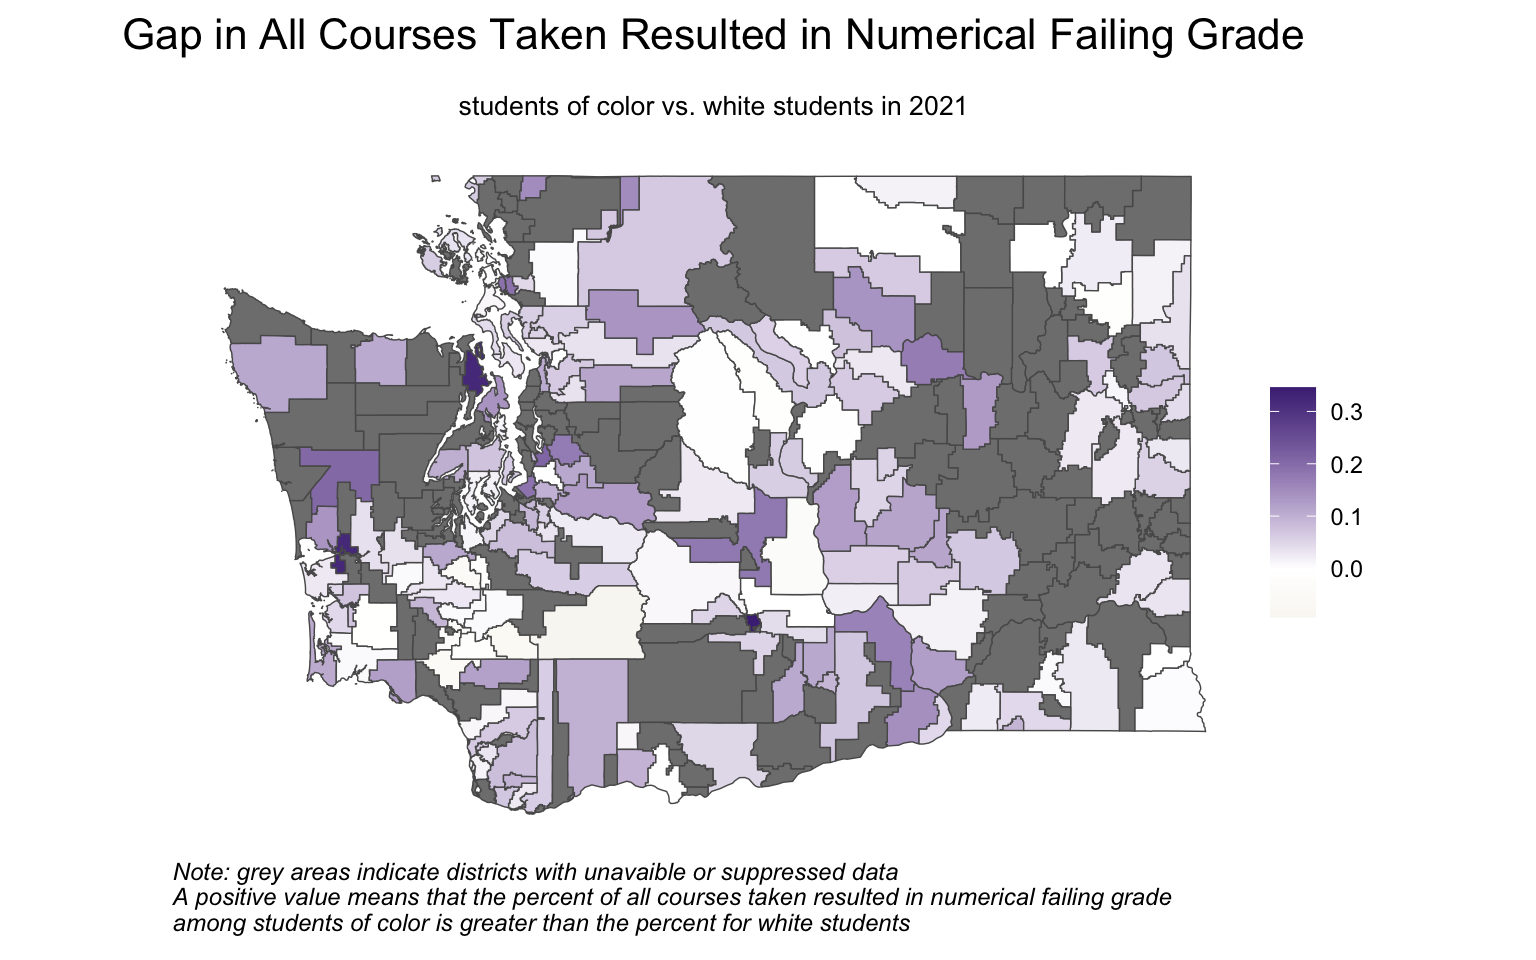 Gap in All Courses Taken Resulted in Numerical Failing Grade
students of color vs. white students in 2021
0.3
0.2
0.1
0.0
Note: grey areas indicate districts with unavaible or suppressed data
A positive value means that the percent of all courses taken resulted in numerical failing grade
among students of color is greater than the percent for white students